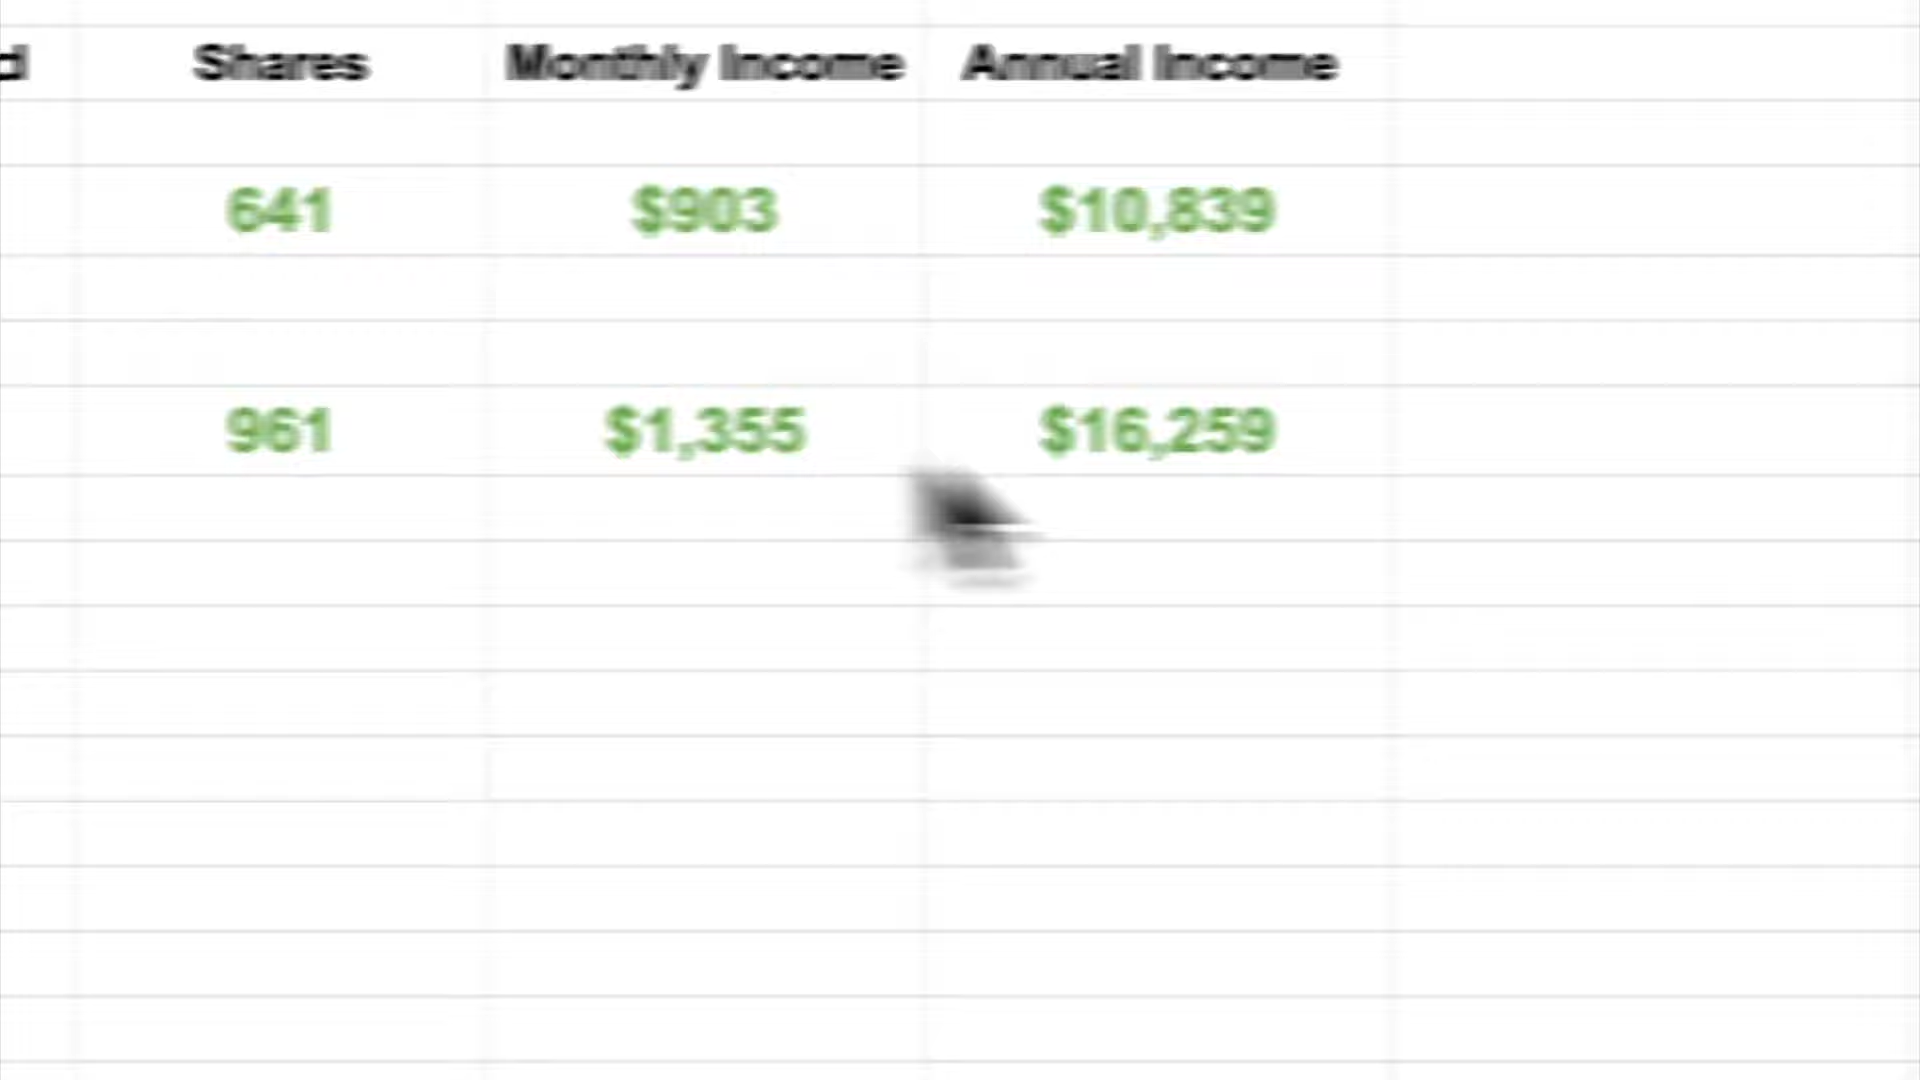 d Shares Monthly Income Annual Income
641 $903 $10,839
961 $1,355 $16,259